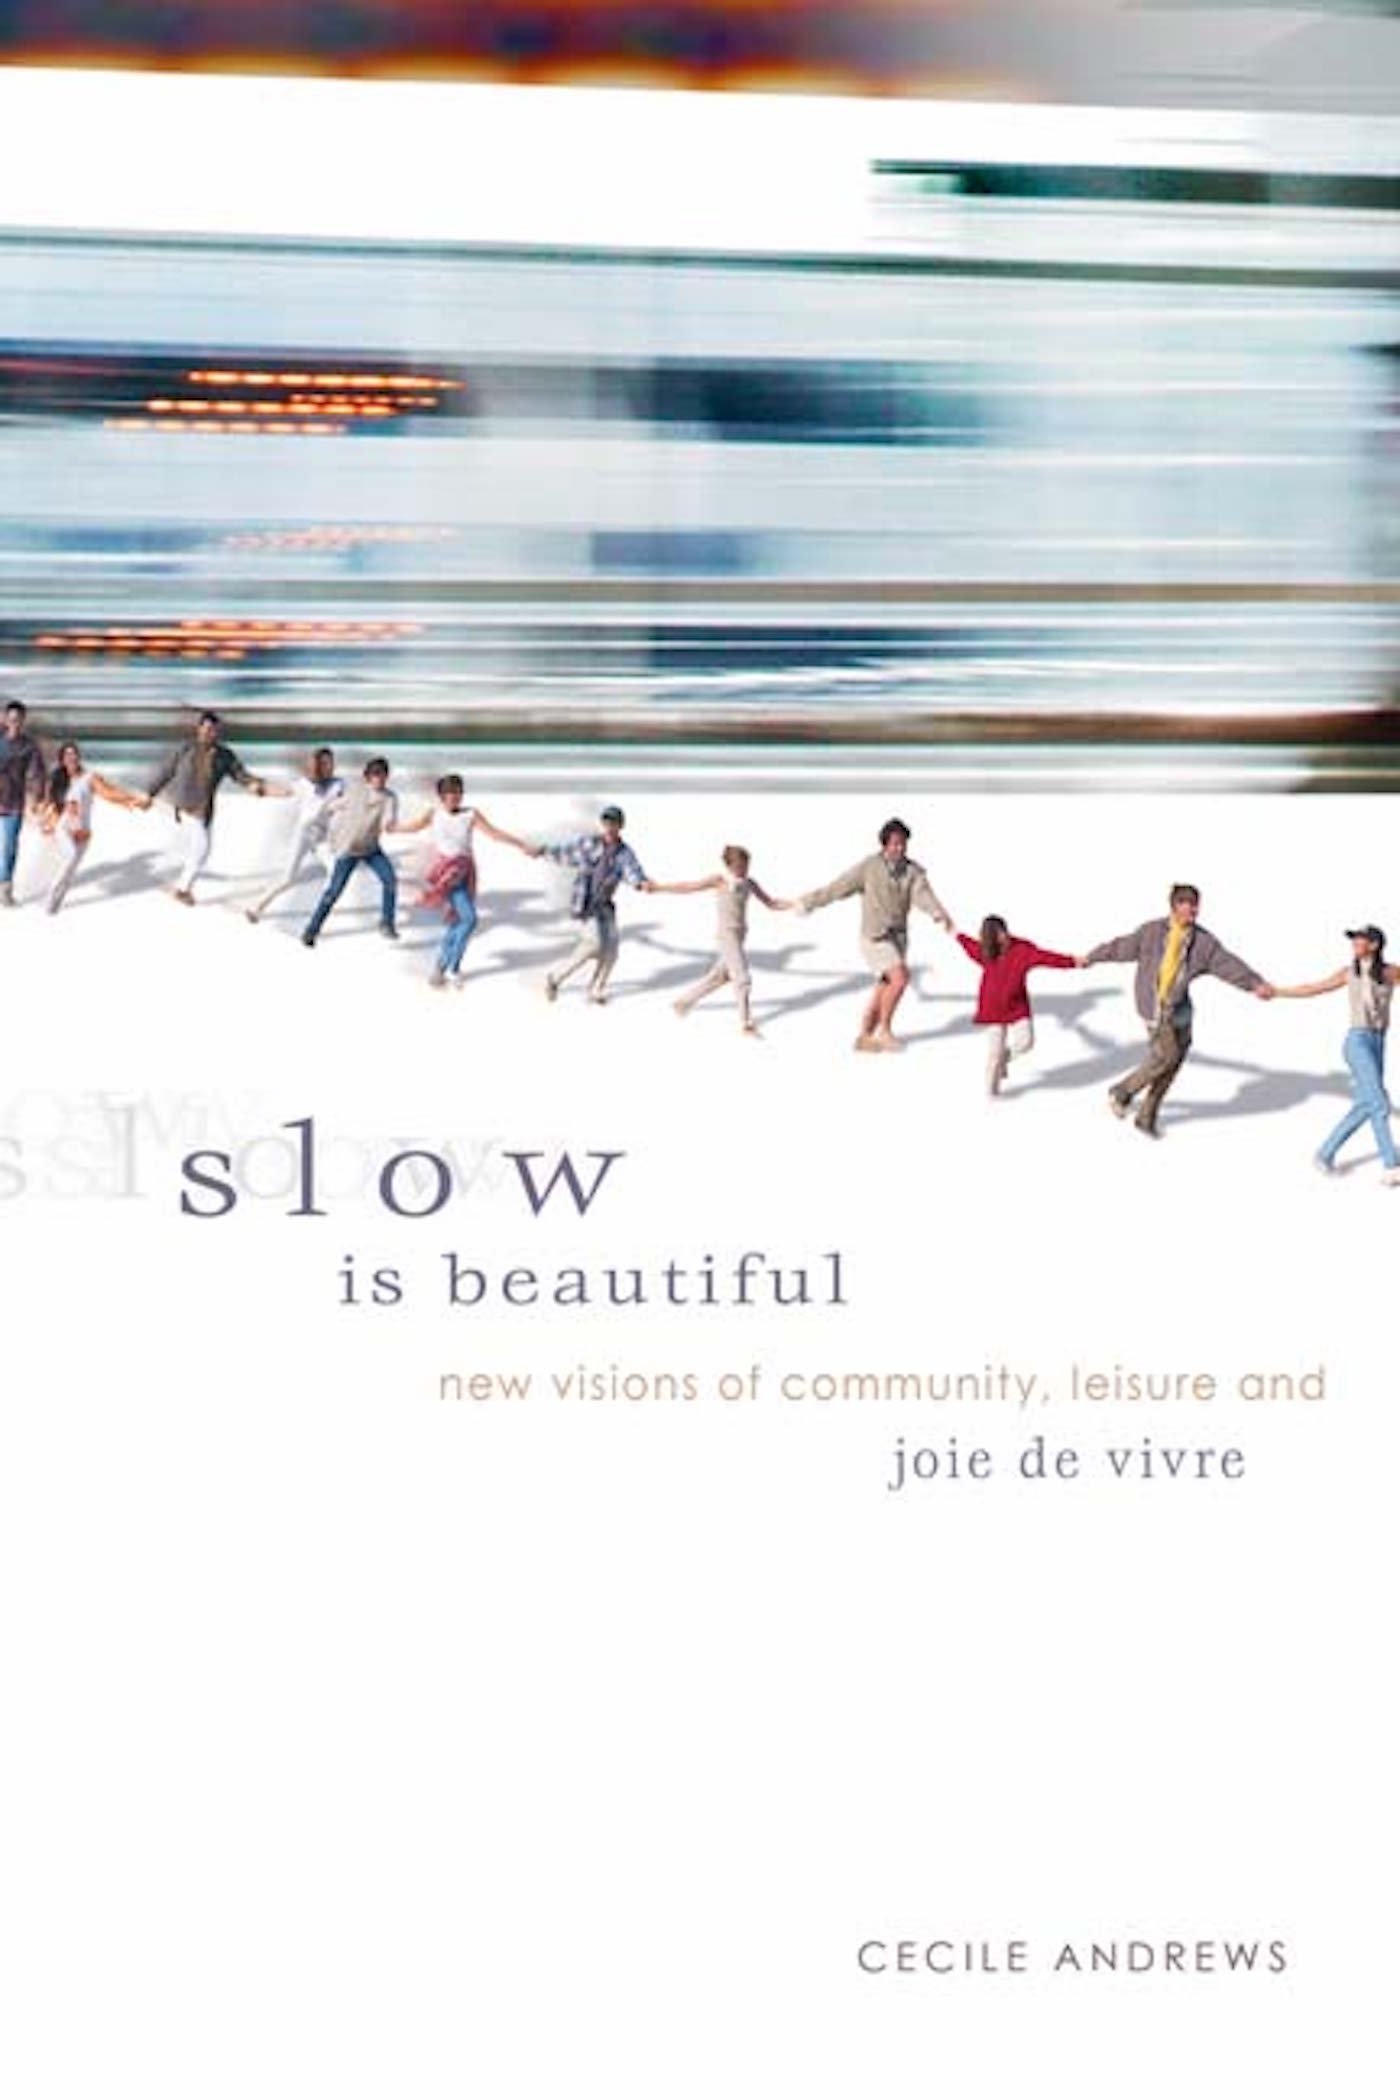 slow
is beautiful
new visions of community, leisure and
joie de vivre
CECILE ANDREWS